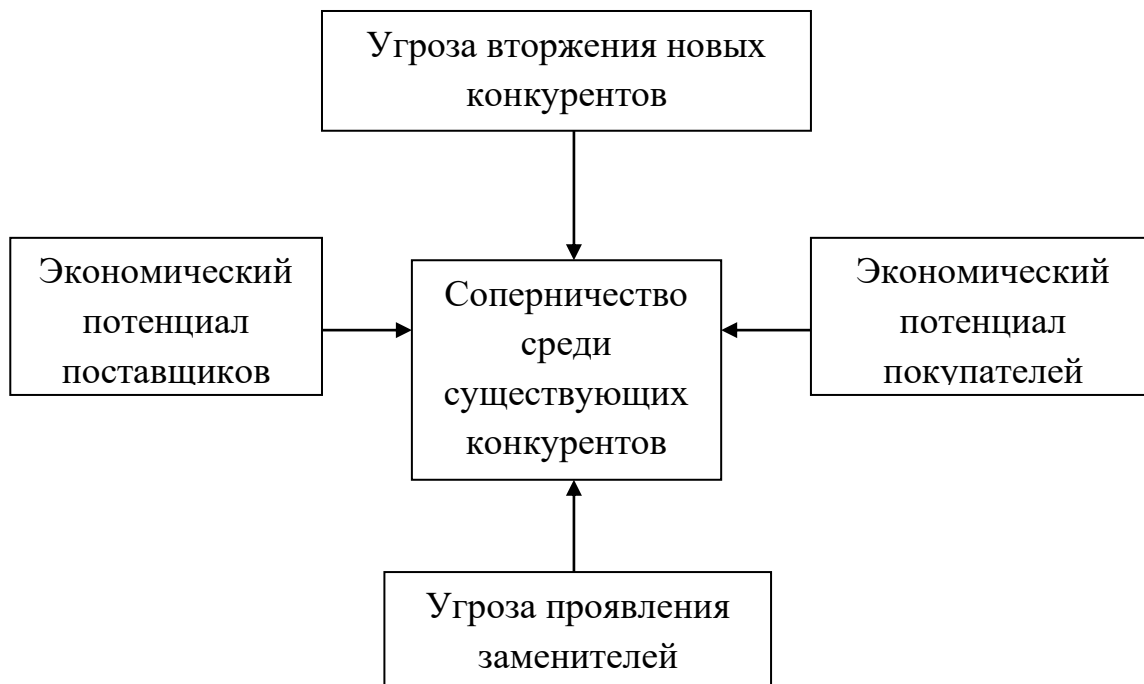 Угроза вторжения новых
конкурентов
Экономический
потенциал
поставщиков
Соперничество
среди
существующих
конкурентов
Экономический
потенциал
покупателей
Угроза проявления
заменителей